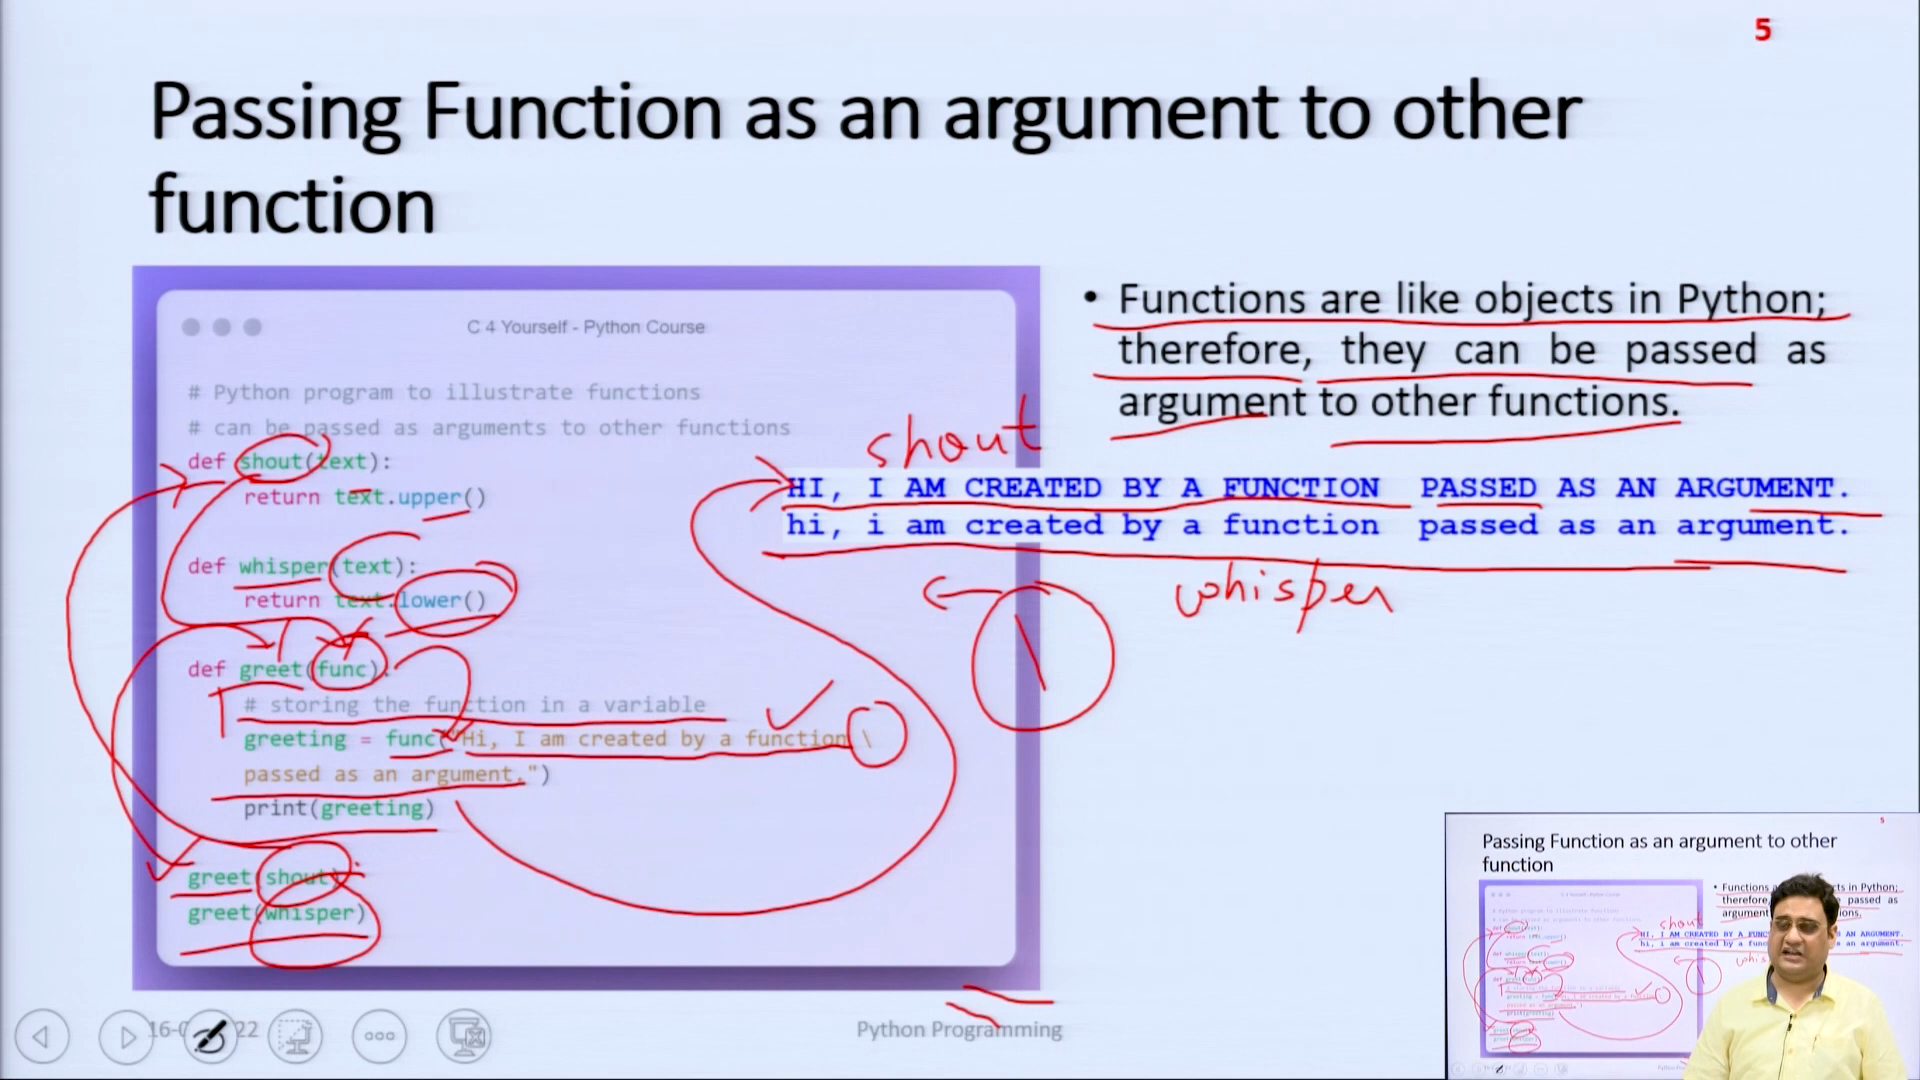 5
Passing Function as an argument to other
function
C 4 Yourself - Python Course
# Python program to illustrate functions
# can be passed as arguments to other functions
def shout(text):
return text.upper()
def whisper(text):
return text.lower()
def greet(func):
# storing the function in a variable
greeting = func("Hi, I am created by a function \
passed as an argument.")
print(greeting)
greet(shout)
greet(whisper)
• Functions are like objects in Python;
therefore, they can be passed as
argument to other functions.
shout
HI, I AM CREATED BY A FUNCTION PASSED AS AN ARGUMENT.
hi, i am created by a function passed as an argument.
whisper
Python Programming
Passing Function as an argument to other
function